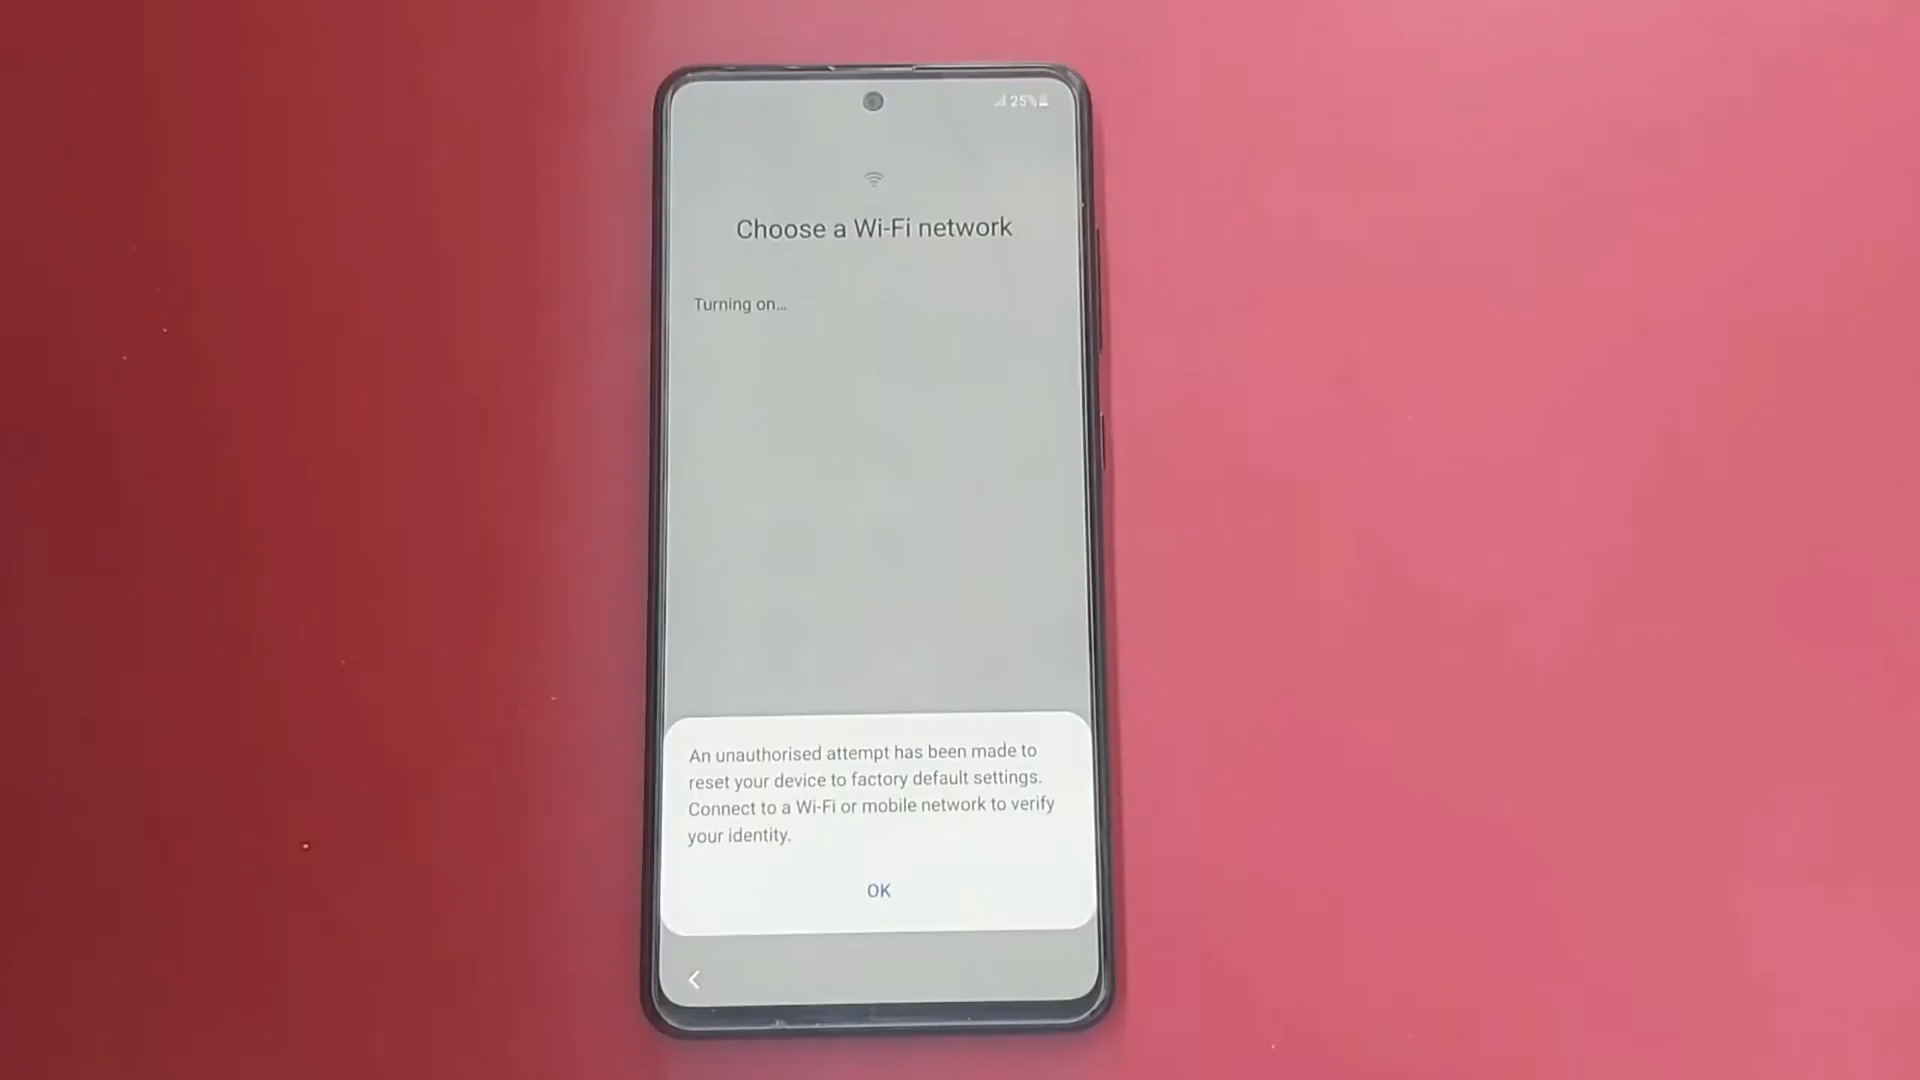 25%
Choose a Wi-Fi network
Turning on...
An unauthorised attempt has been made to
reset your device to factory default settings.
Connect to a Wi-Fi or mobile network to verify
your identity.
OK